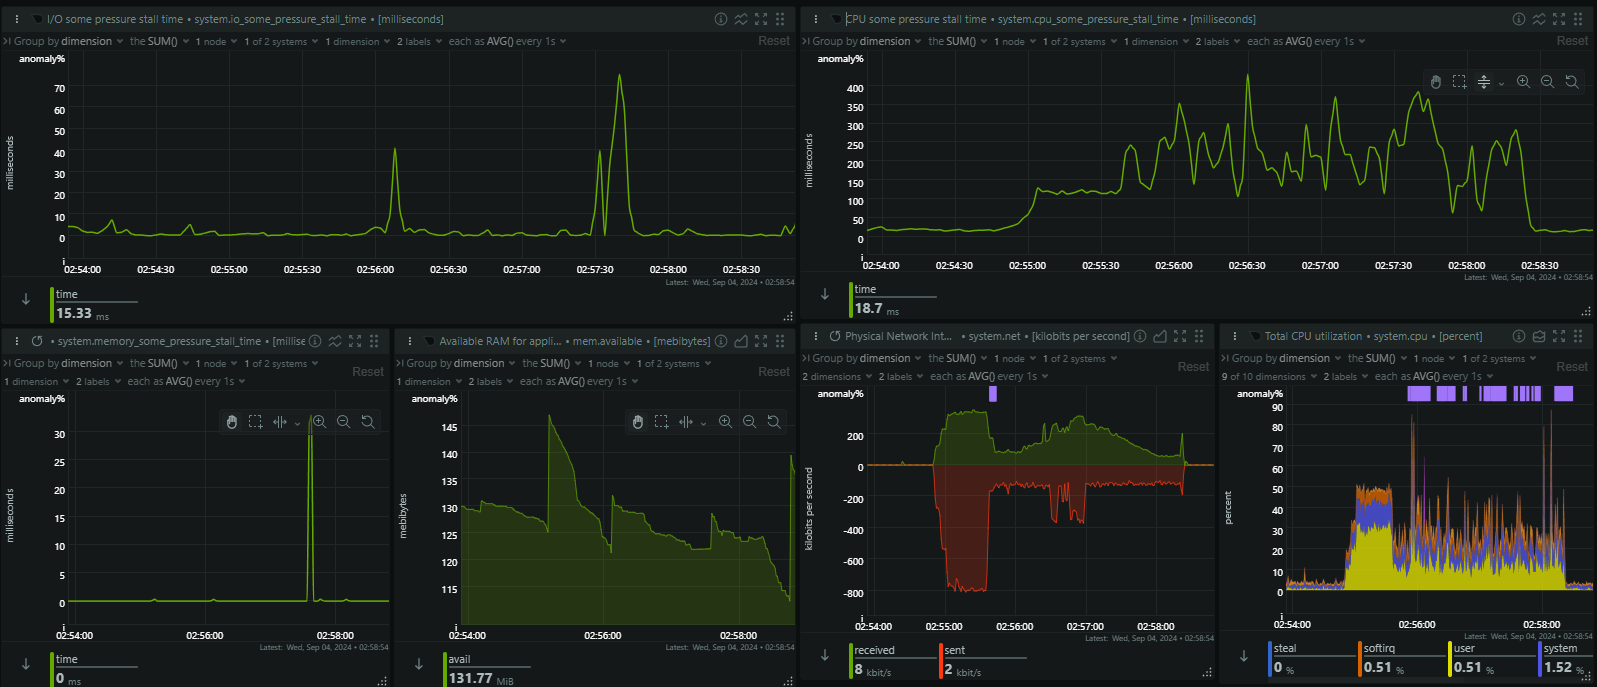 I/O some pressure stall time • system.io_some_pressure_stall_time • [milliseconds]
Group by dimension the SUM() 1 node 1 of 2 systems 1 dimension 2 labels each as AVG() every 1s Reset
anomaly%
70
60
50
40
30
20
10
0
milliseconds
i
02:54:00 02:54:30 02:55:00 02:55:30 02:56:00 02:56:30 02:57:00 02:57:30 02:58:00 02:58:30
Latest: Wed, Sep 04, 2024 • 02:58:54
time
15.33 ms
CPU some pressure stall time • system.cpu_some_pressure_stall_time • [milliseconds]
Group by dimension the SUM() 1 node 1 of 2 systems 1 dimension 2 labels each as AVG() every 1s Reset
anomaly%
400
350
300
250
200
150
100
50
0
milliseconds
i
02:54:00 02:54:30 02:55:00 02:55:30 02:56:00 02:56:30 02:57:00 02:57:30 02:58:00 02:58:30
Latest: Wed, Sep 04, 2024 • 02:58:54
time
18.7 ms
• system.memory_some_pressure_stall_time • [millise
Group by dimension the SUM() 1 node 1 of 2 systems
1 dimension 2 labels each as AVG() every 1s Reset
anomaly%
30
25
20
15
10
5
0
milliseconds
i
02:54:00 02:56:00 02:58:00
Latest: Wed, Sep 04, 2024 • 02:58:54
time
0 ms
Available RAM for appli... • mem.available • [mebibytes]
Group by dimension the SUM() 1 node 1 of 2 systems
1 dimension 2 labels each as AVG() every 1s Reset
anomaly%
145
140
135
130
125
120
115
mebibytes
i
02:54:00 02:56:00 02:58:00
Latest: Wed, Sep 04, 2024 • 02:58:54
avail
131.77 MiB
Physical Network Int... • system.net • [kilobits per second]
Group by dimension the SUM() 1 node 1 of 2 systems
2 dimensions 2 labels each as AVG() every 1s Reset
anomaly%
200
0
-200
-400
-600
-800
kilobits per second
i
02:54:00 02:55:00 02:56:00 02:57:00 02:58:00
Latest: Wed, Sep 04, 2024 • 02:58:54
received sent
8 kbit/s 2 kbit/s
Total CPU utilization • system.cpu • [percent]
Group by dimension the SUM() 1 node 1 of 2 systems
9 of 10 dimensions 2 labels each as AVG() every 1s Reset
anomaly%
90
80
70
60
50
40
30
20
10
0
percent
i
02:54:00 02:56:00 02:58:00
Latest: Wed, Sep 04, 2024 • 02:58:54
steal softirq user system
0 % 0.51 % 0.51 % 1.52 %